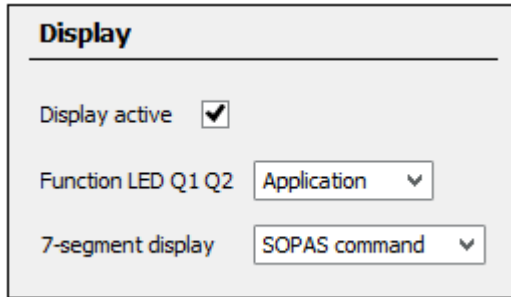 Display
Display active
Function LED Q1 Q2 Application
7-segment display SOPAS command